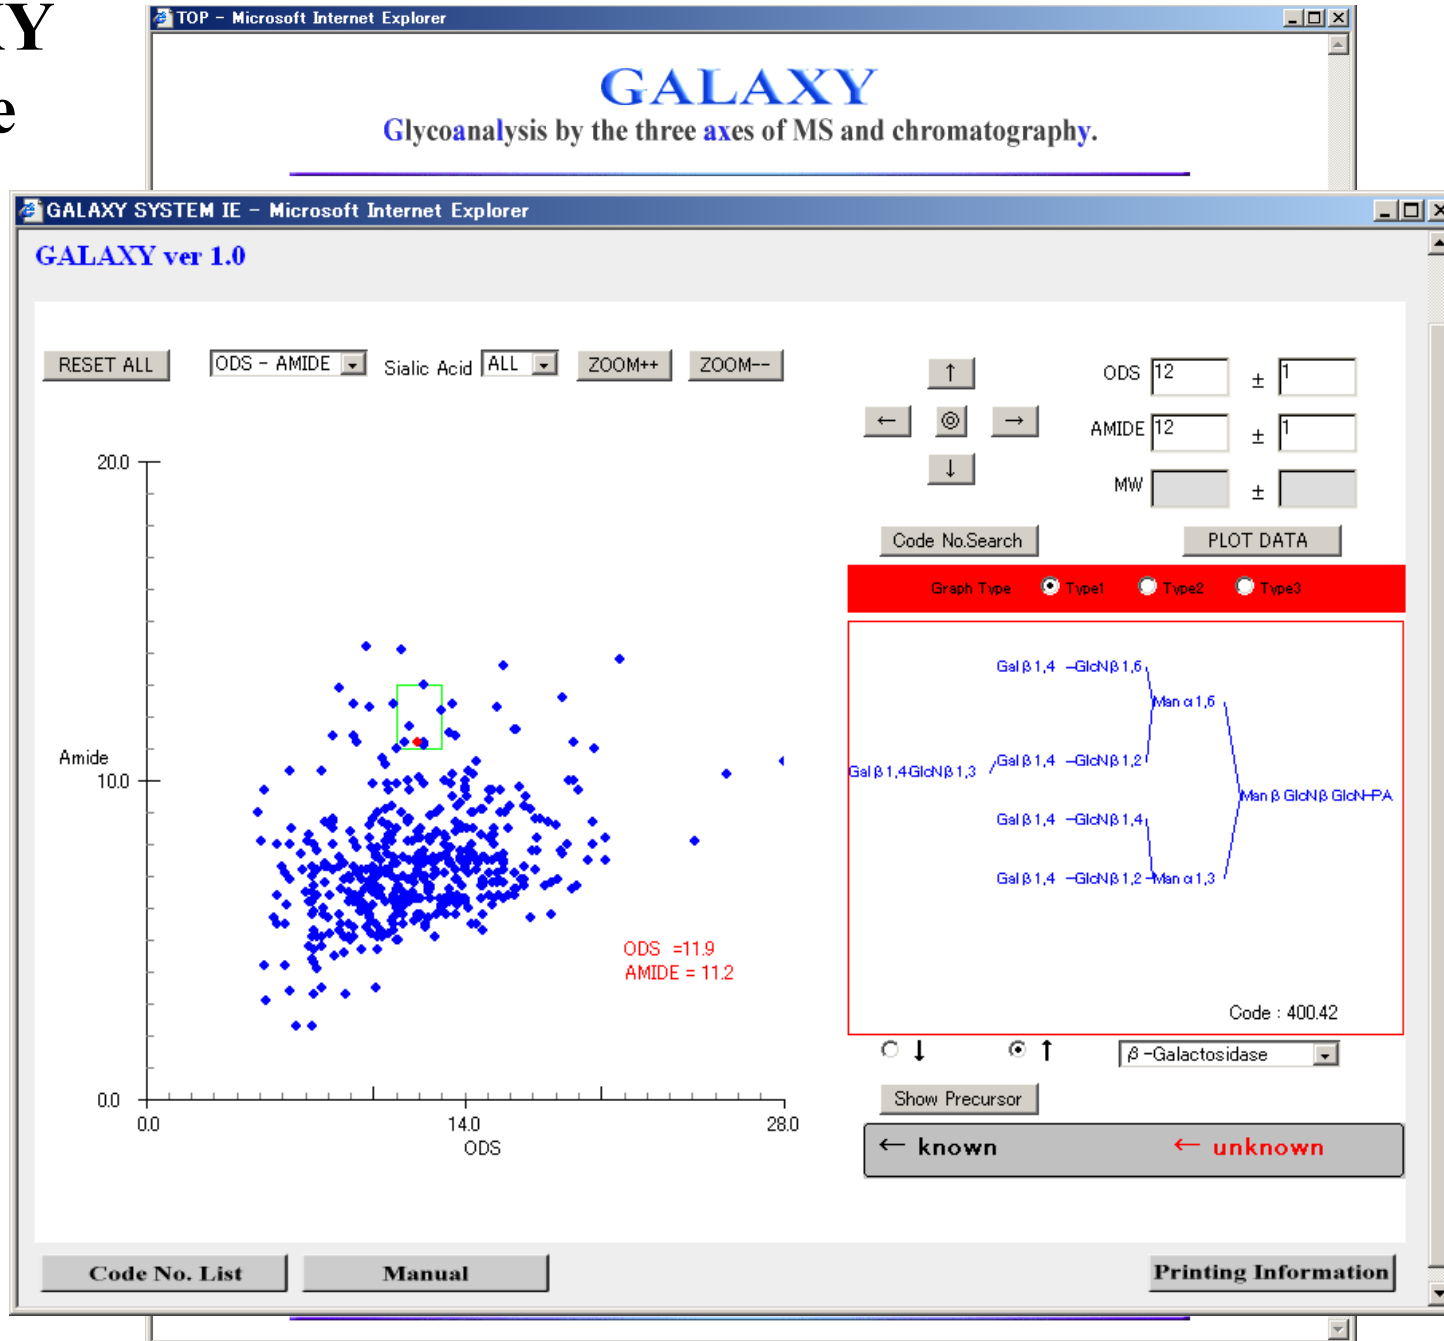 TOP - Microsoft Internet Explorer
GALAXY
Glycoanalysis by the three axes of MS and chromatography.
GALAXY SYSTEM IE - Microsoft Internet Explorer
GALAXY ver 1.0
RESET ALL
ODS - AMIDE
Sialic Acid
ALL
ZOOM++
ZOOM--
↑
←
◎
→
↓
ODS 12 ± 1
AMIDE 12 ± 1
MW ±
Code No.Search
PLOT DATA
Graph Type Type1 Type2 Type3
20.0
Amide
10.0
0.0
0.0
14.0
28.0
ODS
ODS =11.9
AMIDE = 11.2
Galβ1,4 -GlcNβ1,6
Manα1,6
Galβ1,4GlcNβ1,3
Galβ1,4 -GlcNβ1,2
ManβGlcNβGlcN-PA
Galβ1,4 -GlcNβ1,4
Galβ1,4 -GlcNβ1,2-Manα1,3
Code : 400.42
↓
↑
β-Galactosidase
Show Precursor
← known
← unknown
Code No. List
Manual
Printing Information